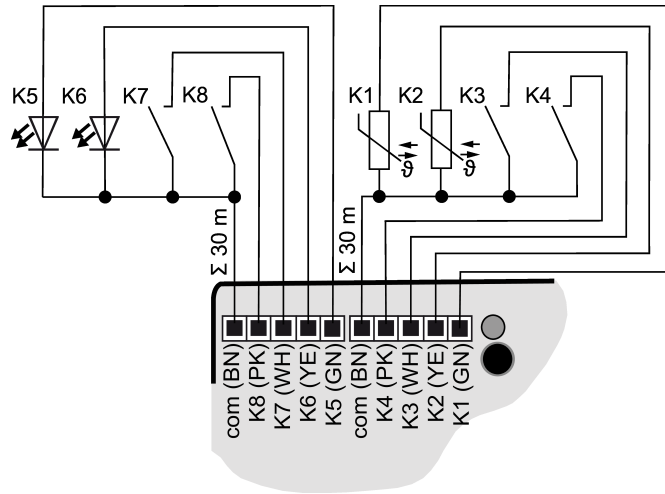 K5 K6 K7 K8 K1 K2 K3 K4
ϑ ϑ
Σ 30 m
Σ 30 m
com (BN)
K8 (PK)
K7 (WH)
K6 (YE)
K5 (GN)
com (BN)
K4 (PK)
K3 (WH)
K2 (YE)
K1 (GN)